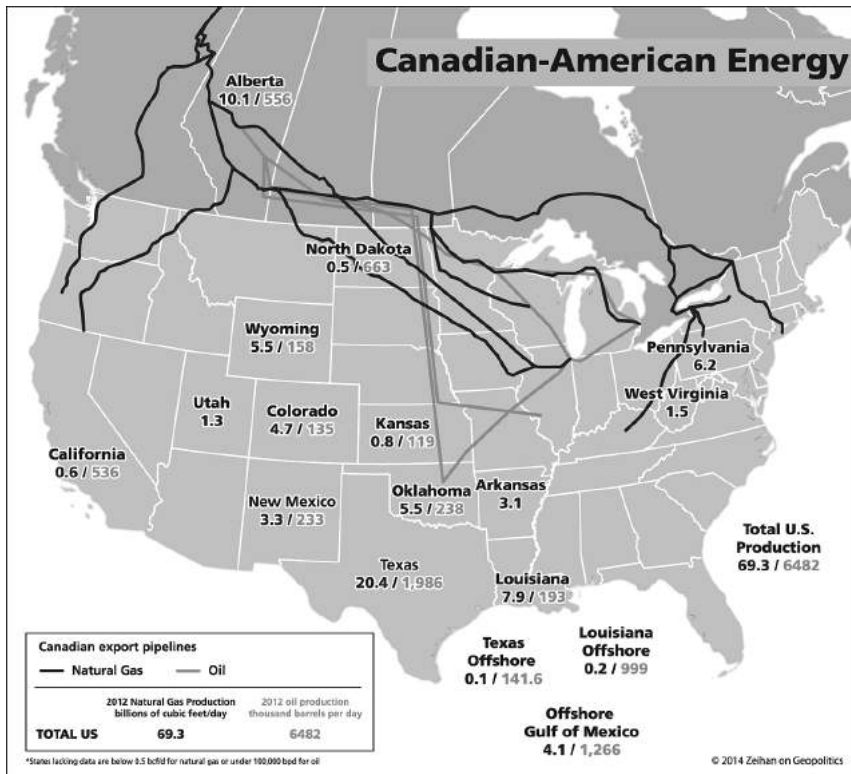 Canadian-American Energy
Alberta
10.1 / 556
North Dakota
0.5 / 663
Wyoming
5.5 / 158
Pennsylvania
6.2
Utah
1.3
Colorado
4.7 / 135
Kansas
0.8 / 119
West Virginia
1.5
California
0.6 / 536
New Mexico
3.3 / 233
Oklahoma
5.5 / 238
Arkansas
3.1
Total U.S.
Production
69.3 / 6482
Texas
20.4 / 1,986
Louisiana
7.9 / 193
Texas
Offshore
0.1 / 141.6
Louisiana
Offshore
0.2 / 999
Offshore
Gulf of Mexico
4.1 / 1,266
Canadian export pipelines
Natural Gas
Oil
2012 Natural Gas Production
billions of cubic feet/day
2012 oil production
thousand barrels per day
TOTAL US 69.3 6482
*States lacking data are below 0.5 bcf/d for natural gas or under 100,000 bpd for oil
© 2014 Zeihan on Geopolitics